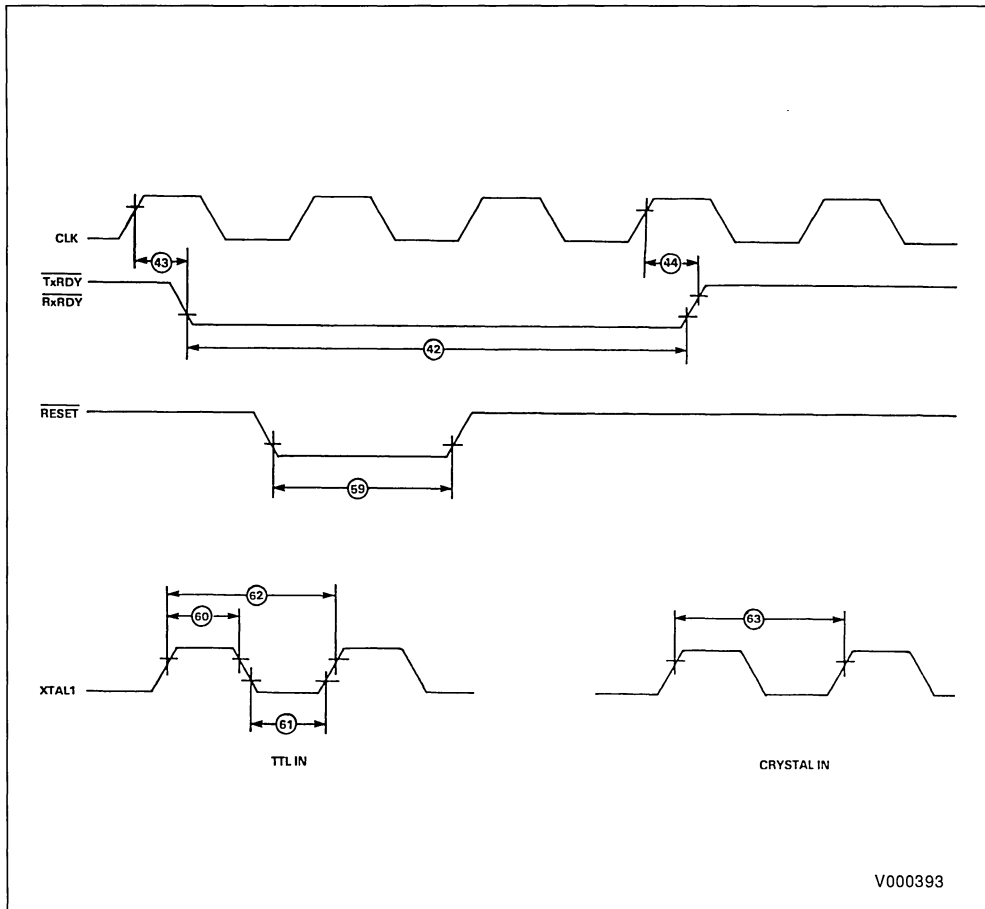 CLK
43
44
TxRDY
RxRDY
42
RESET
59
62
60
63
XTAL1
61
TTL IN
CRYSTAL IN
V000393